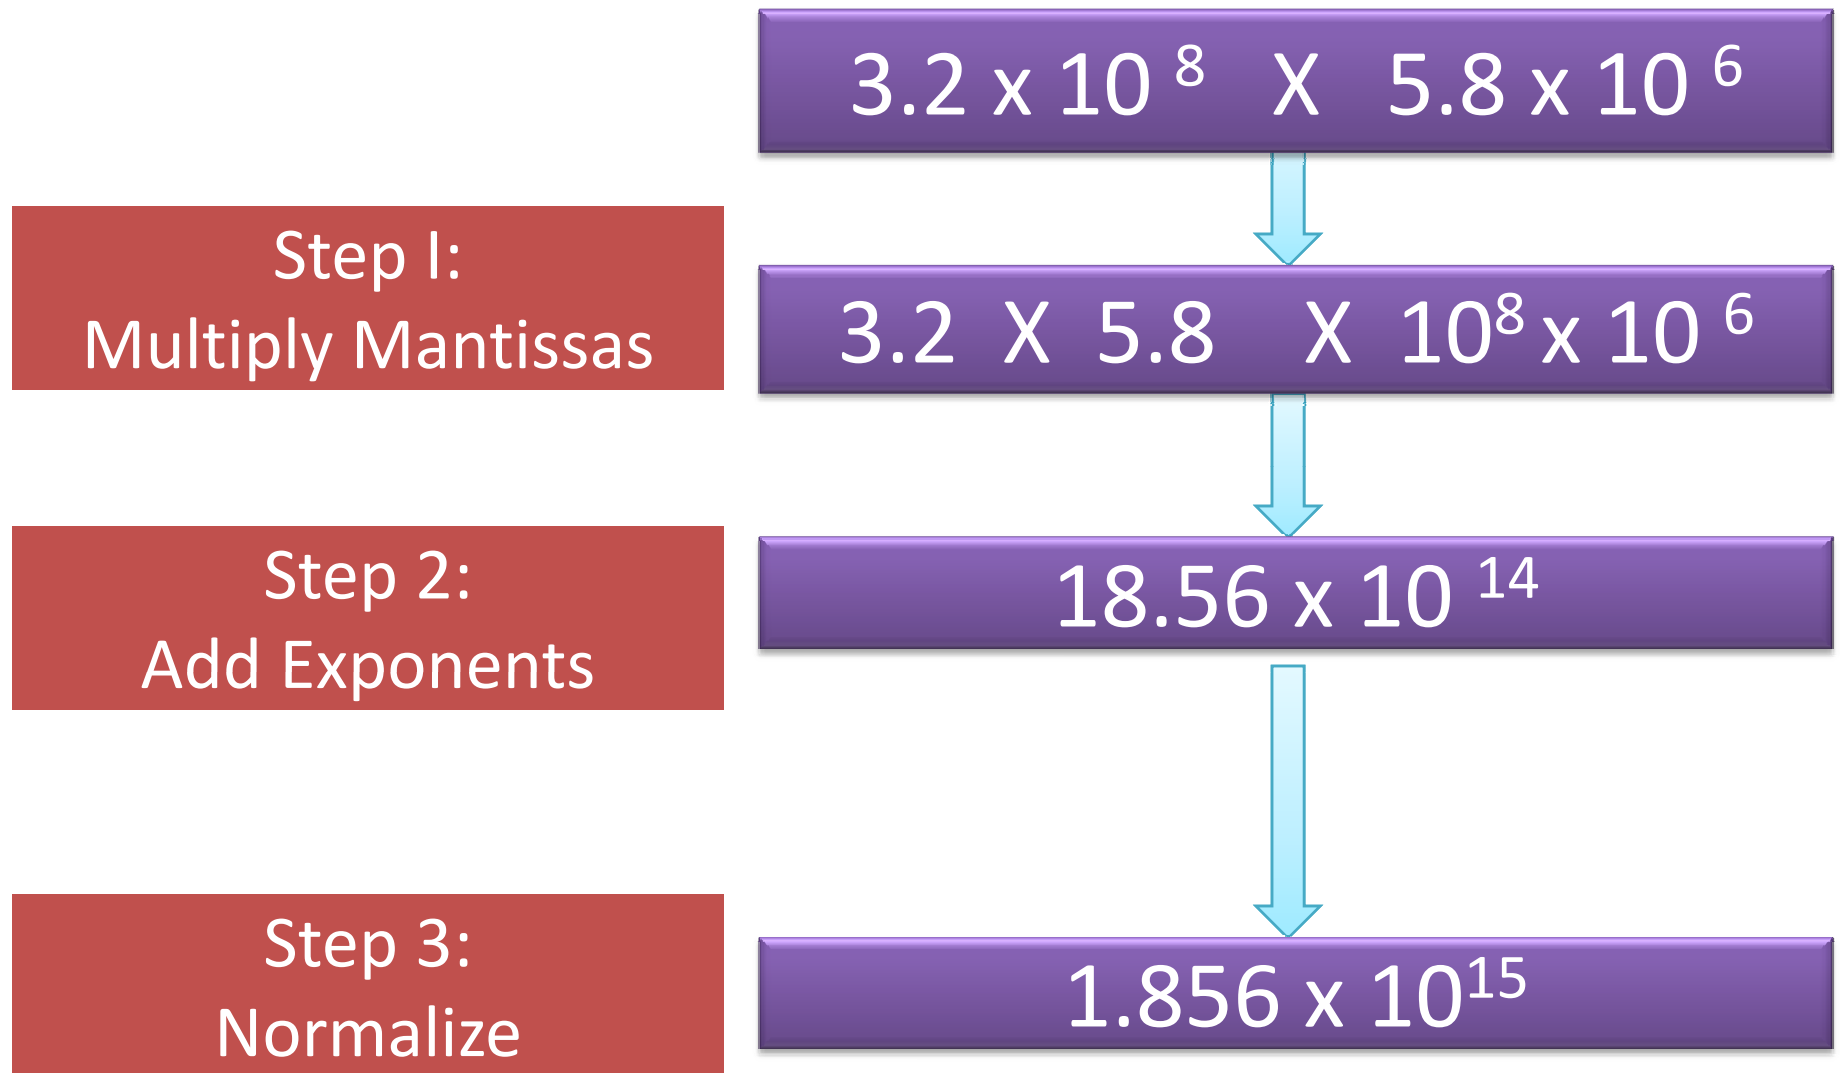 3.2 x 10 ⁸ X 5.8 x 10 ⁶
Step I:
Multiply Mantissas
3.2 X 5.8 X 10⁸ x 10 ⁶
Step 2:
Add Exponents
18.56 x 10 ¹⁴
Step 3:
Normalize
1.856 x 10¹⁵